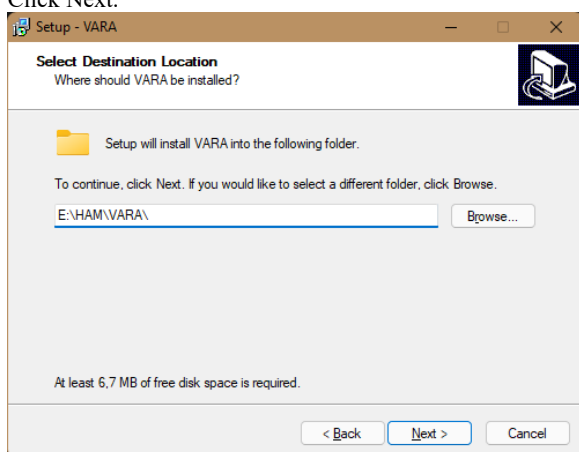 Click Next.
Setup - VARA
Select Destination Location
Where should VARA be installed?
Setup will install VARA into the following folder.
To continue, click Next. If you would like to select a different folder, click Browse.
E:\HAM\VARA\
Browse...
At least 6,7 MB of free disk space is required.
< Back
Next >
Cancel